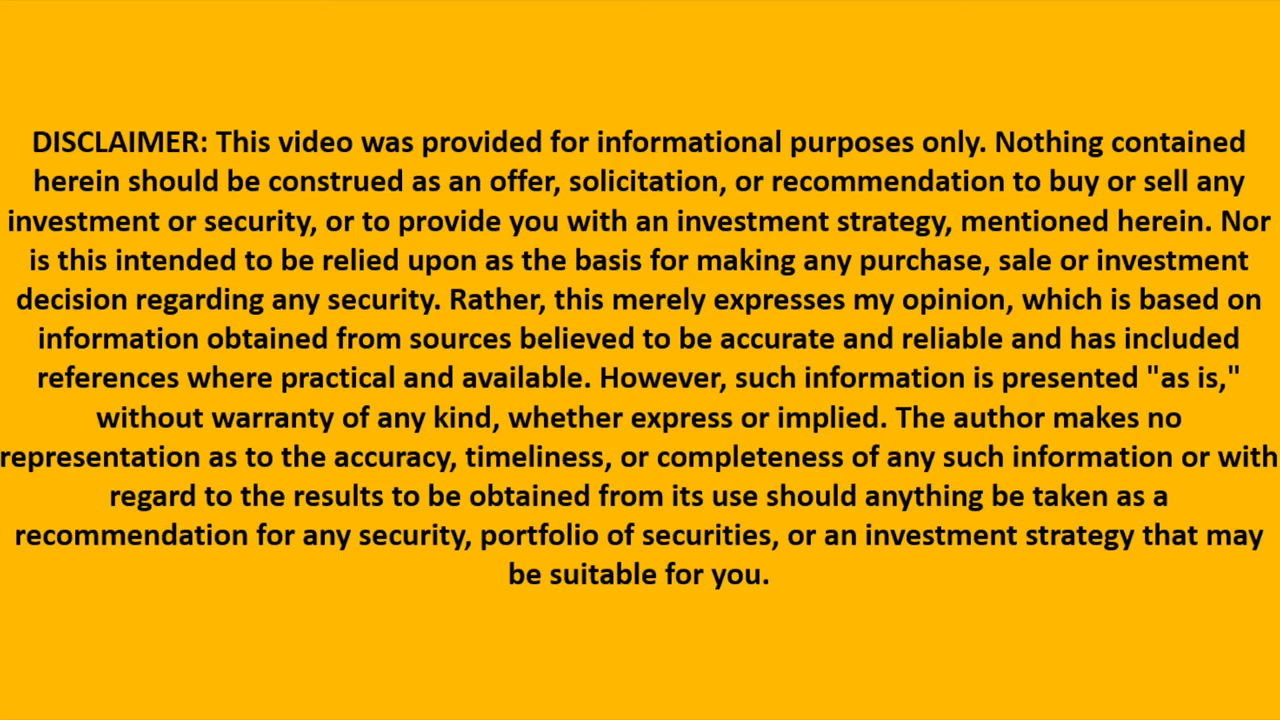 DISCLAIMER: This video was provided for informational purposes only. Nothing contained
herein should be construed as an offer, solicitation, or recommendation to buy or sell any
investment or security, or to provide you with an investment strategy, mentioned herein. Nor
is this intended to be relied upon as the basis for making any purchase, sale or investment
decision regarding any security. Rather, this merely expresses my opinion, which is based on
information obtained from sources believed to be accurate and reliable and has included
references where practical and available. However, such information is presented "as is,"
without warranty of any kind, whether express or implied. The author makes no
representation as to the accuracy, timeliness, or completeness of any such information or with
regard to the results to be obtained from its use should anything be taken as a
recommendation for any security, portfolio of securities, or an investment strategy that may
be suitable for you.